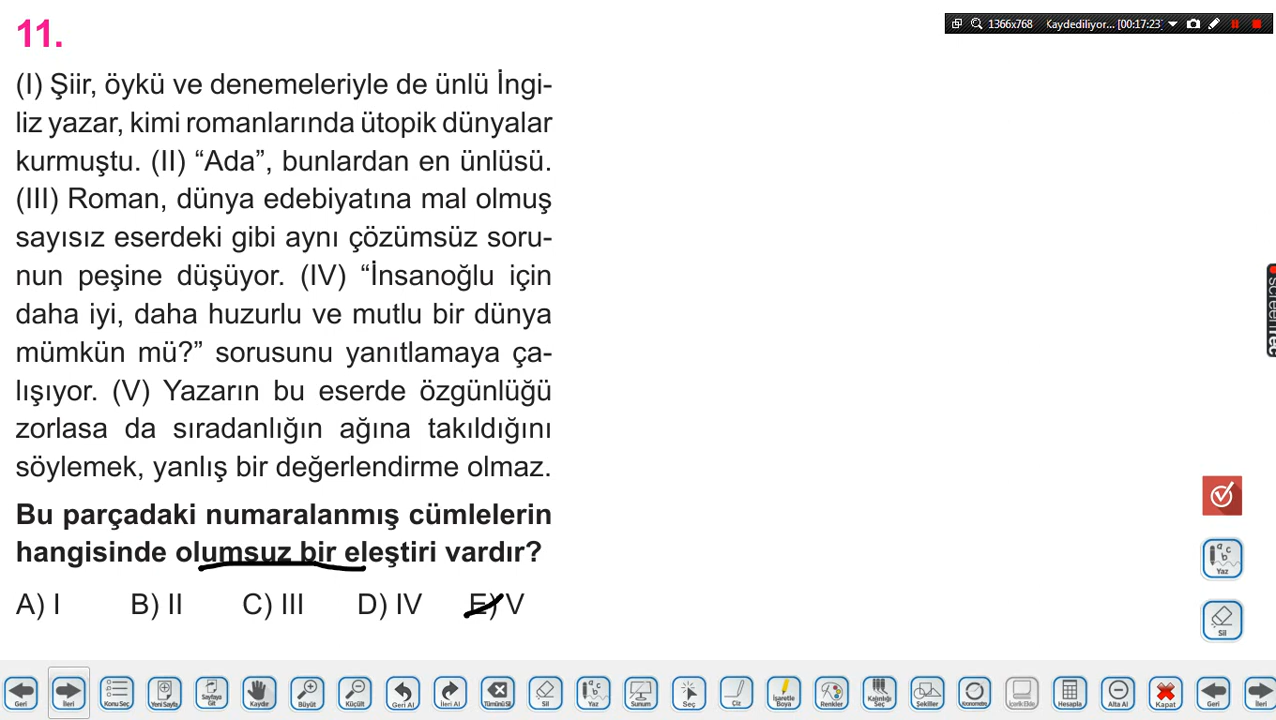 11.
1366x768 Kaydediliyor... [00:17:23]
(I) Şiir, öykü ve denemeleriyle de ünlü İngi-
liz yazar, kimi romanlarında ütopik dünyalar
kurmuştu. (II) “Ada”, bunlardan en ünlüsü.
(III) Roman, dünya edebiyatına mal olmuş
sayısız eserdeki gibi aynı çözümsüz soru-
nun peşine düşüyor. (IV) “İnsanoğlu için
daha iyi, daha huzurlu ve mutlu bir dünya
mümkün mü?” sorusunu yanıtlamaya ça-
lışıyor. (V) Yazarın bu eserde özgünlüğü
zorlasa da sıradanlığın ağına takıldığını
söylemek, yanlış bir değerlendirme olmaz.
Bu parçadaki numaralanmış cümlelerin
hangisinde olumsuz bir eleştiri vardır?
A) I B) II C) III D) IV E) V
a b c
Yaz
Sil
Geri İleri Konu Seç Yeni Sayfa Sayfaya Git Kaydır Büyüt Küçült Geri Al İleri Al Tümünü Sil Sil Yaz Sunum Seç Çiz İşaretle Boya Renkler Kalınlığı Seç Şekiller Kronometre İçerik Ekle Hesapla Alta Al Kapat Geri İleri